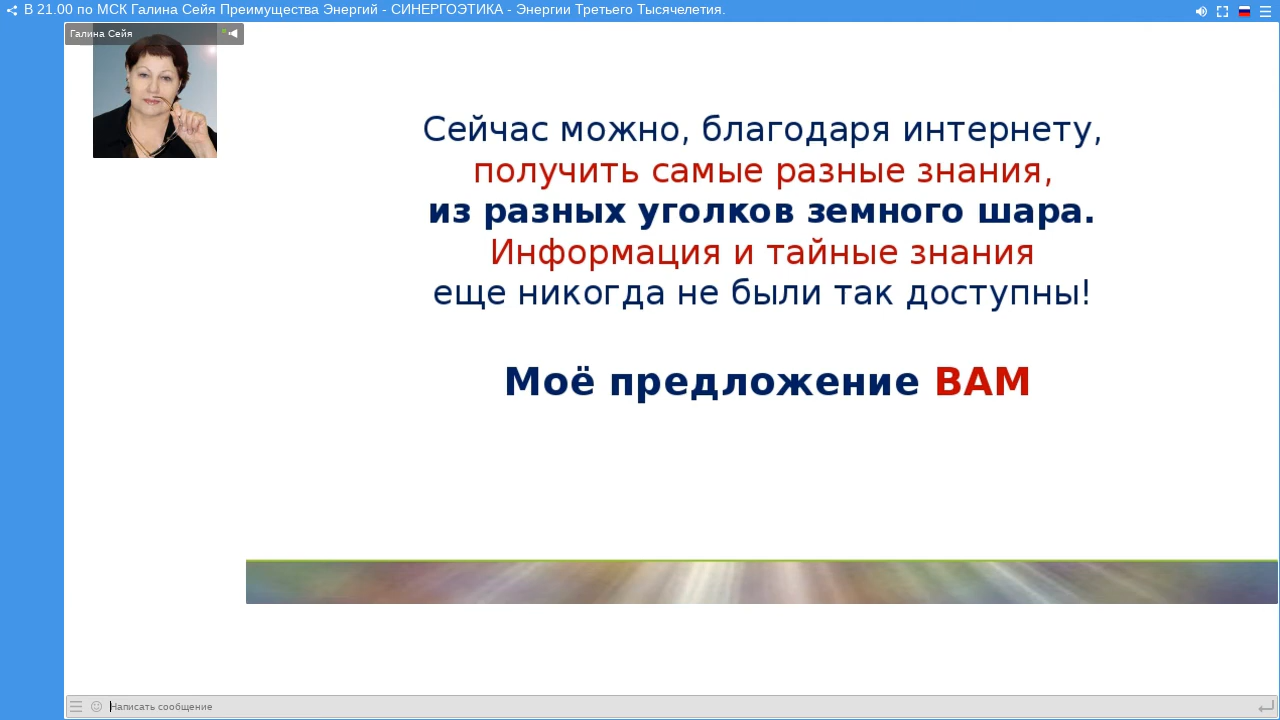 В 21.00 по МСК Галина Сейя Преимущества Энергий - СИНЕРГОЭТИКА - Энергии Третьего Тысячелетия.
Галина Сейя
Сейчас можно, благодаря интернету,
получить самые разные знания,
из разных уголков земного шара.
Информация и тайные знания
еще никогда не были так доступны!
Моё предложение ВАМ
Написать сообщение